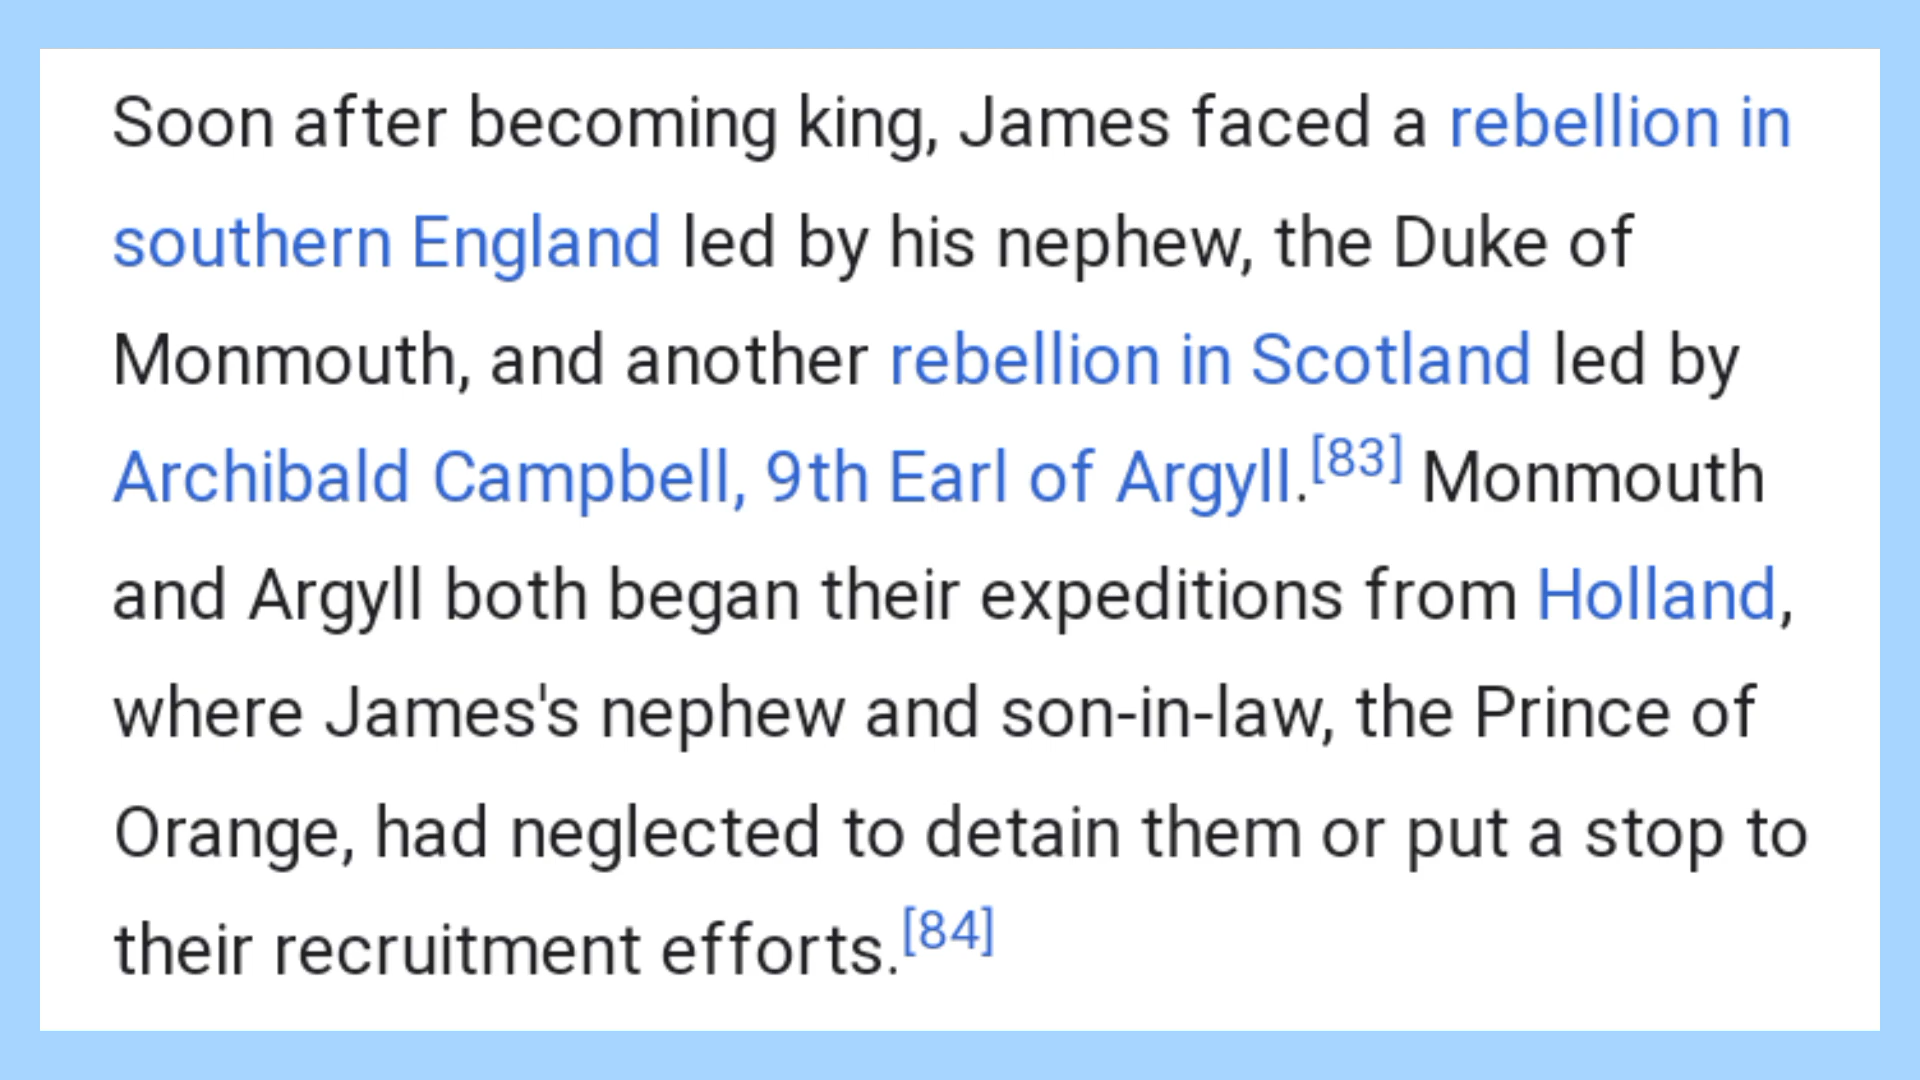 Soon after becoming king, James faced a rebellion in
southern England led by his nephew, the Duke of
Monmouth, and another rebellion in Scotland led by
Archibald Campbell, 9th Earl of Argyll.[83] Monmouth
and Argyll both began their expeditions from Holland,
where James's nephew and son-in-law, the Prince of
Orange, had neglected to detain them or put a stop to
their recruitment efforts.[84]